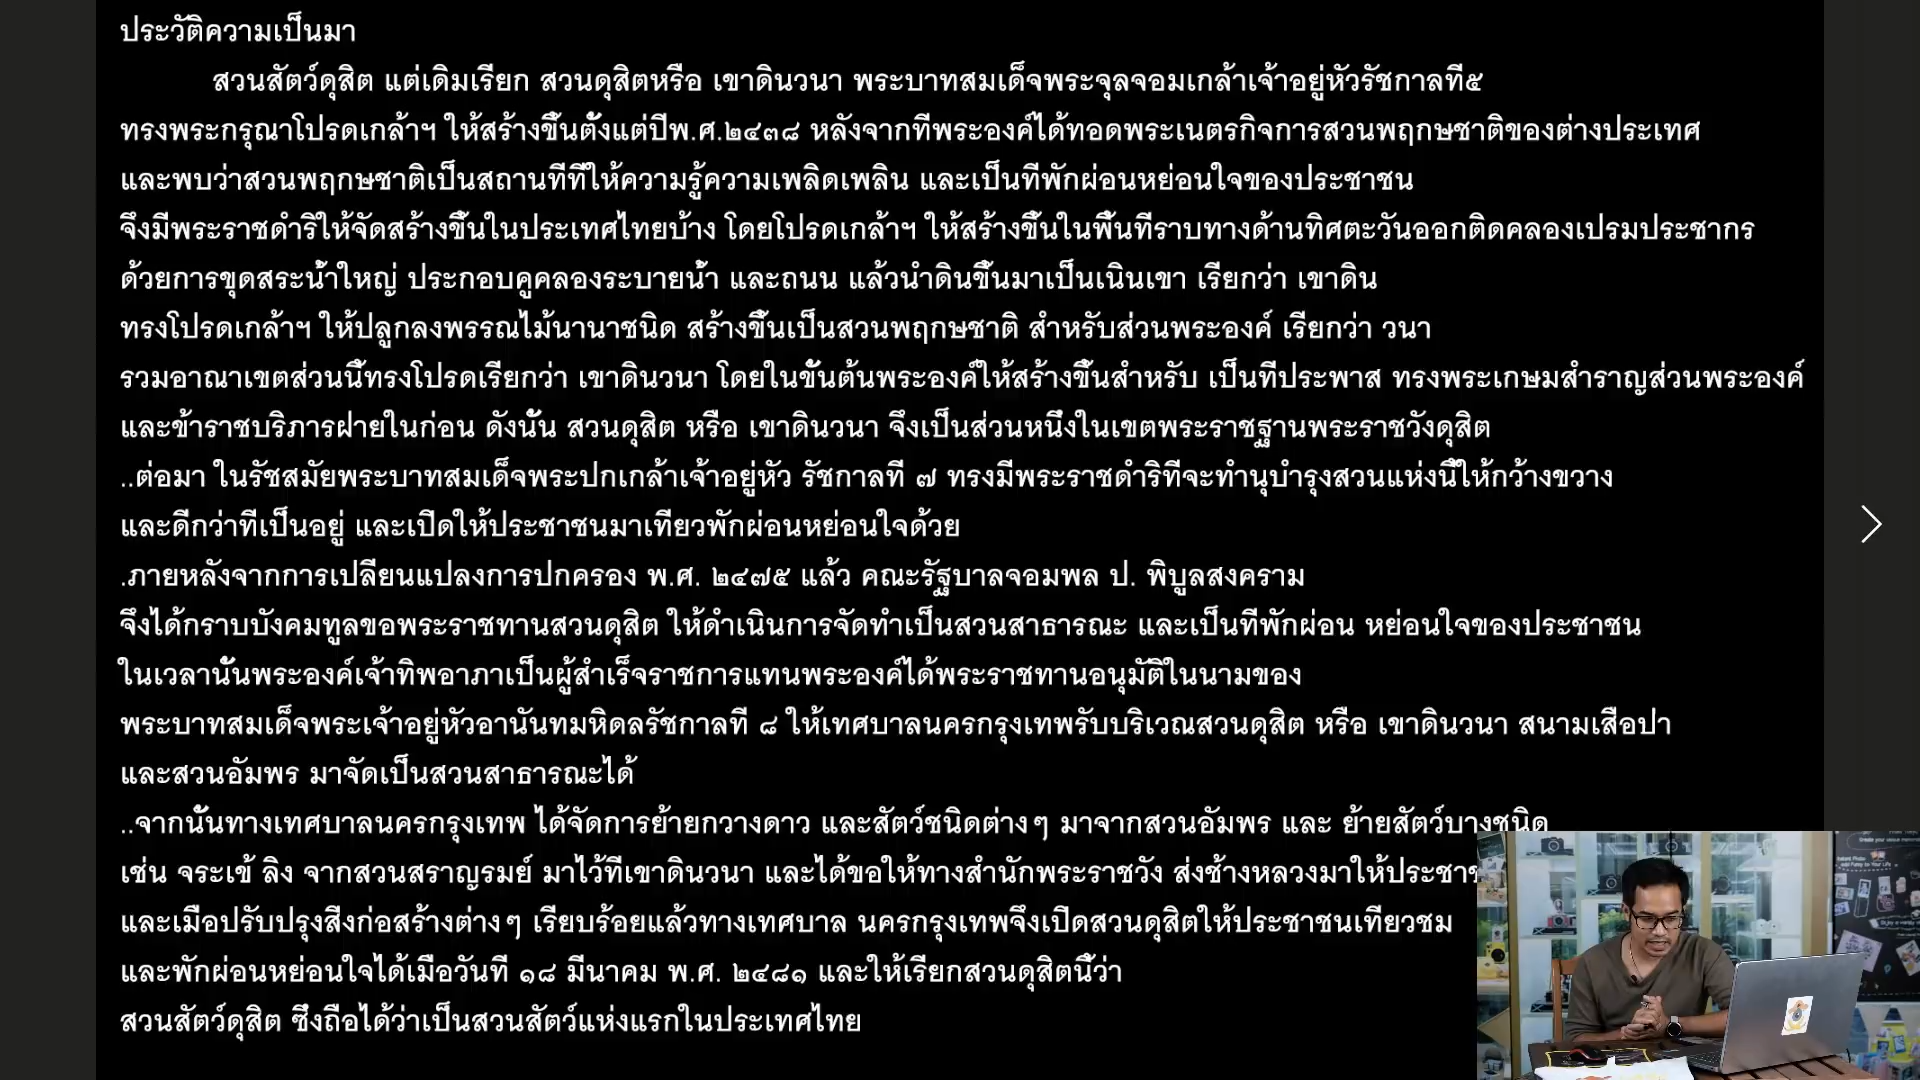 ประวัติความเป็นมา
สวนสัตว์ดุสิต แต่เดิมเรียก สวนดุสิตหรือ เขาดินวนา พระบาทสมเด็จพระจุลจอมเกล้าเจ้าอยู่หัวรัชกาลที่๕
ทรงพระกรุณาโปรดเกล้าฯ ให้สร้างขึ้นตั้งแต่ปีพ.ศ.๒๔๓๘ หลังจากที่พระองค์ได้ทอดพระเนตรกิจการสวนพฤกษชาติของต่างประเทศ
และพบว่าสวนพฤกษชาติเป็นสถานที่ที่ให้ความรู้ความเพลิดเพลิน และเป็นที่พักผ่อนหย่อนใจของประชาชน
จึงมีพระราชดำริให้จัดสร้างขึ้นในประเทศไทยบ้าง โดยโปรดเกล้าฯ ให้สร้างขึ้นในพื้นที่ราบทางด้านทิศตะวันออกติดคลองเปรมประชากร
ด้วยการขุดสระน้ำใหญ่ ประกอบคูคลองระบายน้ำ และถนน แล้วนำดินขึ้นมาเป็นเนินเขา เรียกว่า เขาดิน
ทรงโปรดเกล้าฯ ให้ปลูกลงพรรณไม้นานาชนิด สร้างขึ้นเป็นสวนพฤกษชาติ สำหรับส่วนพระองค์ เรียกว่า วนา
รวมอาณาเขตส่วนนี้ทรงโปรดเรียกว่า เขาดินวนา โดยในขั้นต้นพระองค์ให้สร้างขึ้นสำหรับ เป็นที่ประพาส ทรงพระเกษมสำราญส่วนพระองค์
และข้าราชบริภารฝ่ายในก่อน ดังนั้น สวนดุสิต หรือ เขาดินวนา จึงเป็นส่วนหนึ่งในเขตพระราชฐานพระราชวังดุสิต
..ต่อมา ในรัชสมัยพระบาทสมเด็จพระปกเกล้าเจ้าอยู่หัว รัชกาลที่ ๗ ทรงมีพระราชดำริที่จะทำนุบำรุงสวนแห่งนี้ให้กว้างขวาง
และดีกว่าที่เป็นอยู่ และเปิดให้ประชาชนมาเที่ยวพักผ่อนหย่อนใจด้วย
.ภายหลังจากการเปลี่ยนแปลงการปกครอง พ.ศ. ๒๔๗๕ แล้ว คณะรัฐบาลจอมพล ป. พิบูลสงคราม
จึงได้กราบบังคมทูลขอพระราชทานสวนดุสิต ให้ดำเนินการจัดทำเป็นสวนสาธารณะ และเป็นที่พักผ่อน หย่อนใจของประชาชน
ในเวลานั้นพระองค์เจ้าทิพอาภาเป็นผู้สำเร็จราชการแทนพระองค์ได้พระราชทานอนุมัติในนามของ
พระบาทสมเด็จพระเจ้าอยู่หัวอานันทมหิดลรัชกาลที่ ๘ ให้เทศบาลนครกรุงเทพรับบริเวณสวนดุสิต หรือ เขาดินวนา สนามเสือป่า
และสวนอัมพร มาจัดเป็นสวนสาธารณะได้
..จากนั้นทางเทศบาลนครกรุงเทพ ได้จัดการย้ายกวางดาว และสัตว์ชนิดต่างๆ มาจากสวนอัมพร และ ย้ายสัตว์บางชนิด
เช่น จระเข้ ลิง จากสวนสราญรมย์ มาไว้ที่เขาดินวนา และได้ขอให้ทางสำนักพระราชวัง ส่งช้างหลวงมาให้
และเมื่อปรับปรุงสิ่งก่อสร้างต่างๆ เรียบร้อยแล้วทางเทศบาล นครกรุงเทพจึงเปิดสวนดุสิตให้ประชาชนเที่ยวชม
และพักผ่อนหย่อนใจได้เมื่อวันที่ ๑๘ มีนาคม พ.ศ. ๒๔๘๑ และให้เรียกสวนดุสิตนี้ว่า
สวนสัตว์ดุสิต ซึ่งถือได้ว่าเป็นสวนสัตว์แห่งแรกในประเทศไทย